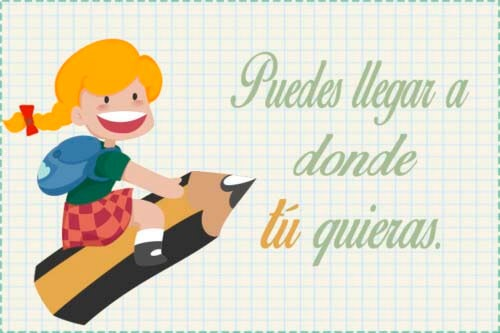 Puedes llegar a
donde
tú quieras.